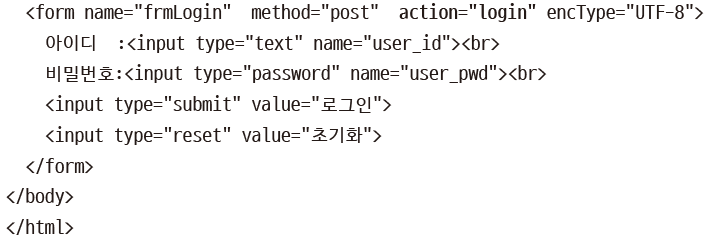 <form name="frmLogin"  method="post"  action="login" encType="UTF-8">
아이디  :<input type="text" name="user_id"><br>
비밀번호:<input type="password" name="user_pwd"><br>
<input type="submit" value="로그인">
<input type="reset" value="초기화">
</form>
</body>
</html>